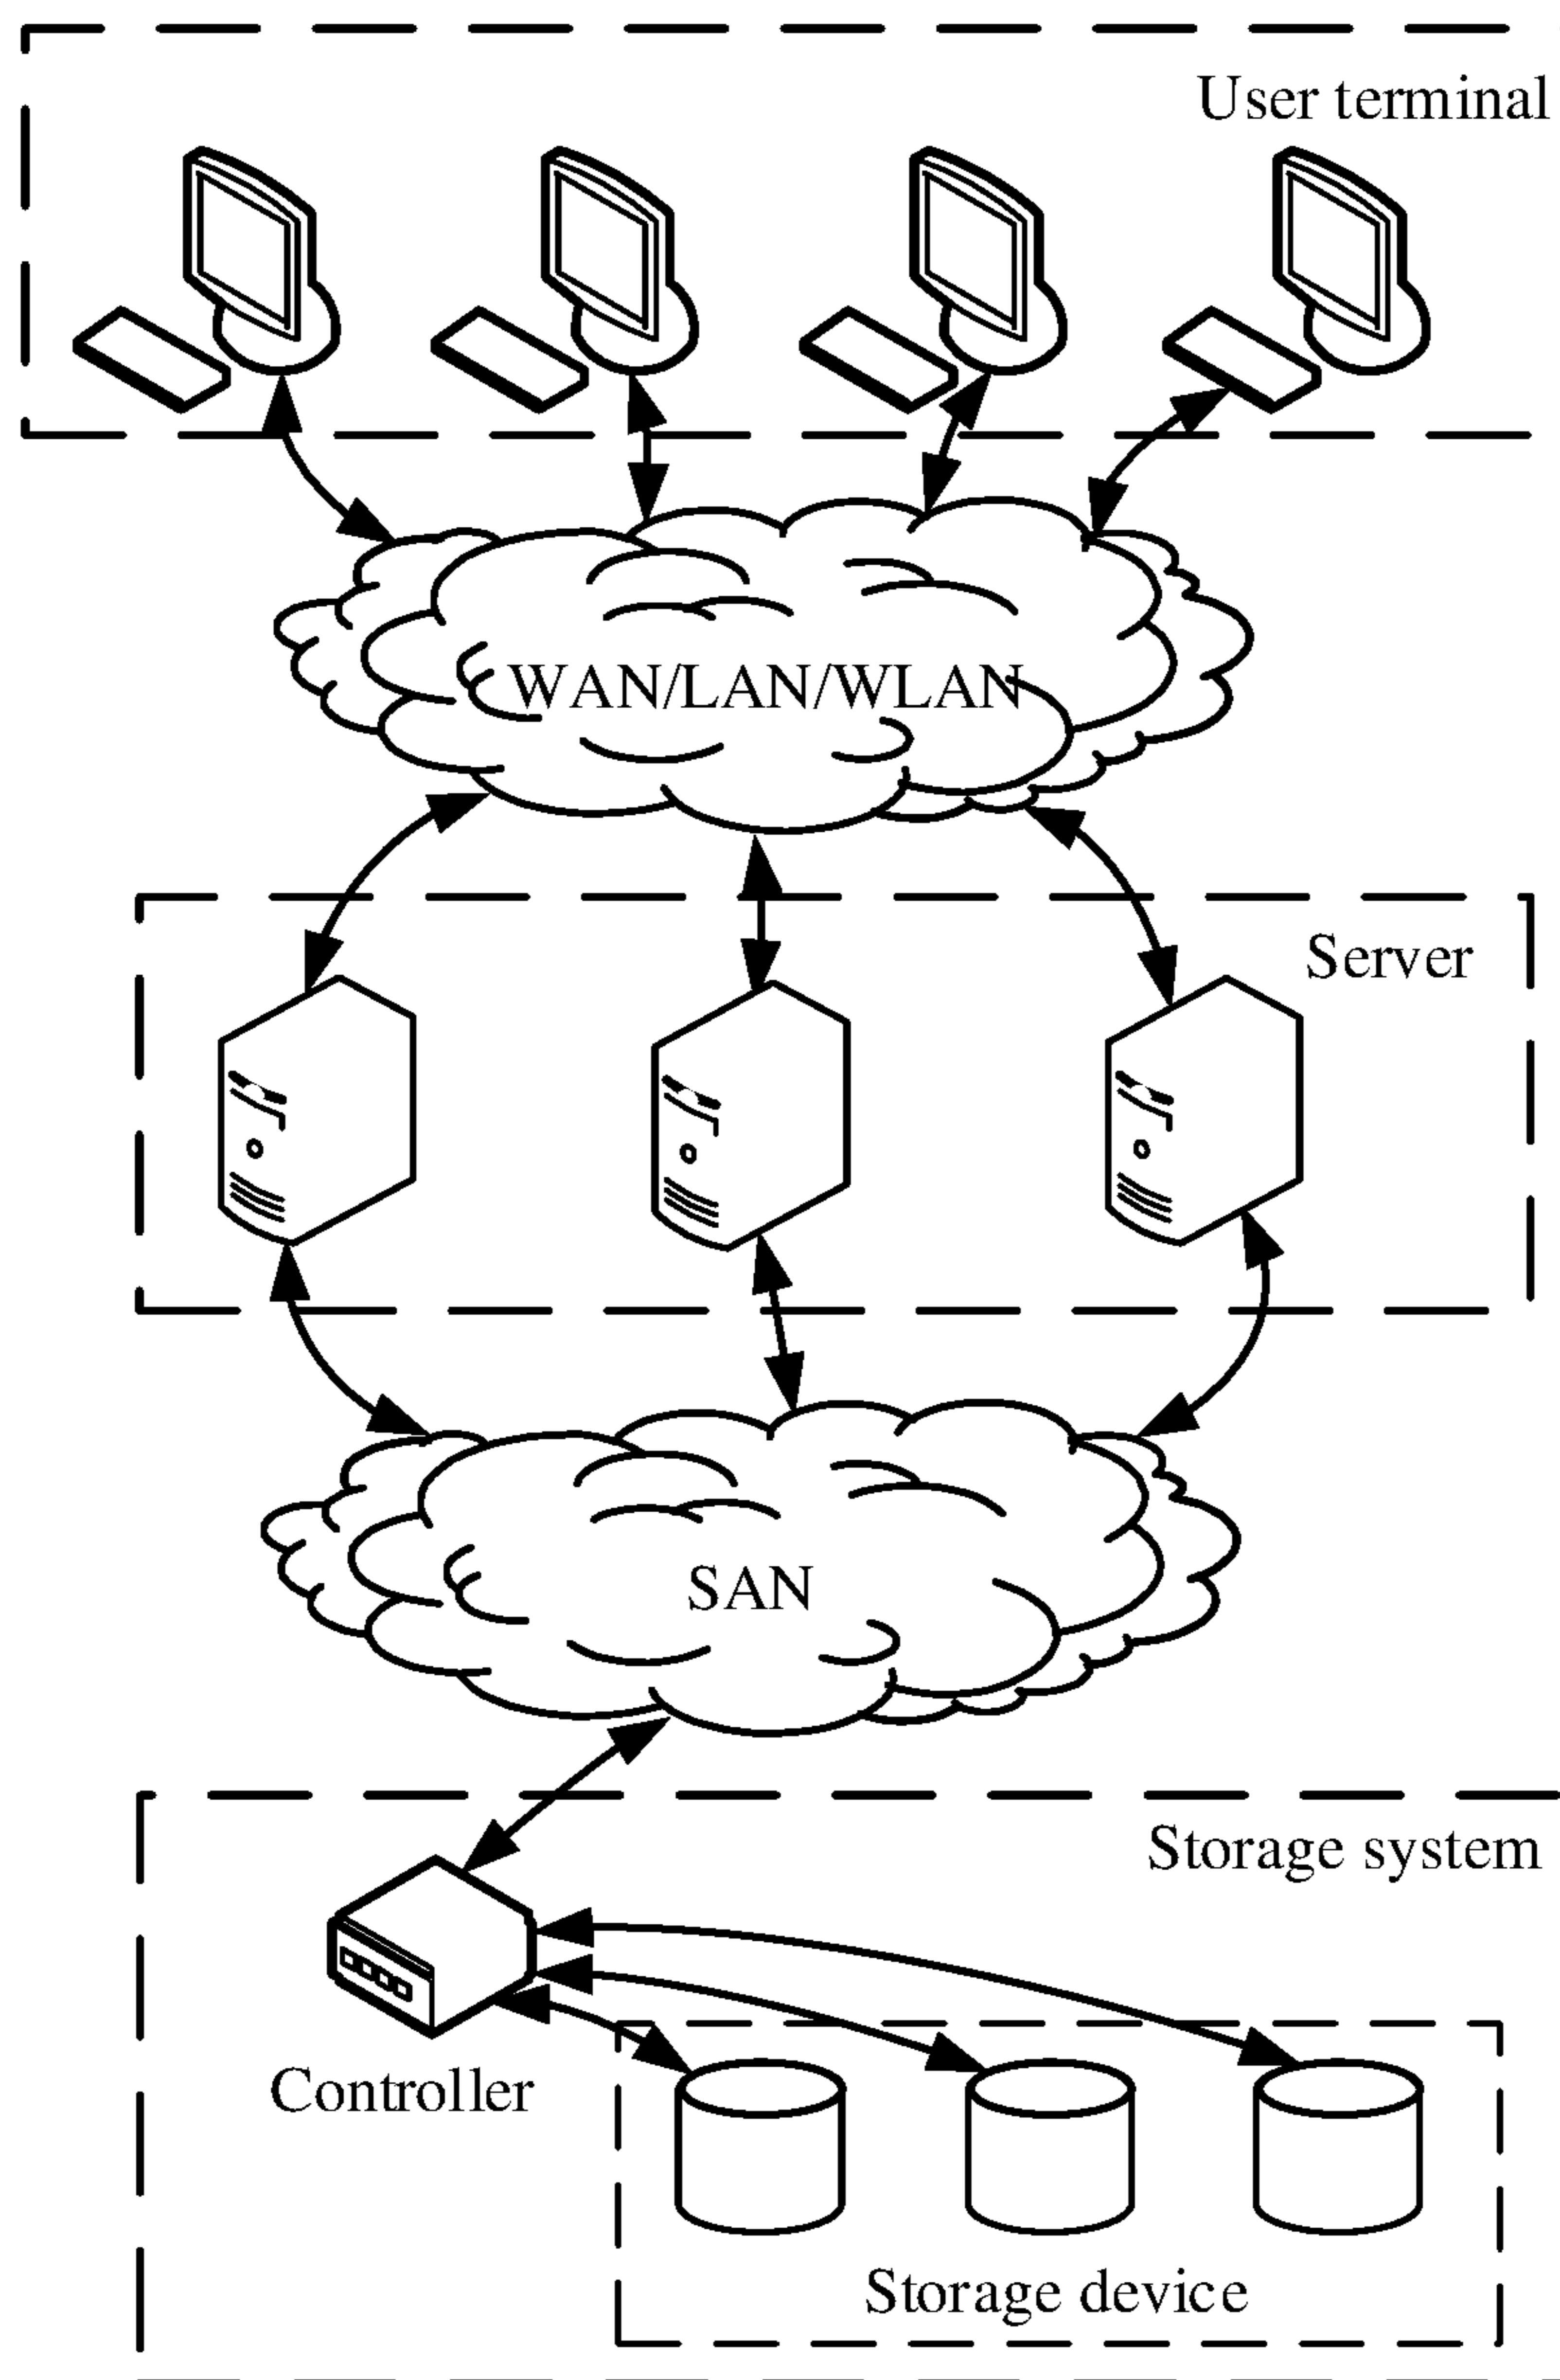 User terminal
WAN/LAN/WLAN
Server
SAN
Storage system
Controller
Storage device